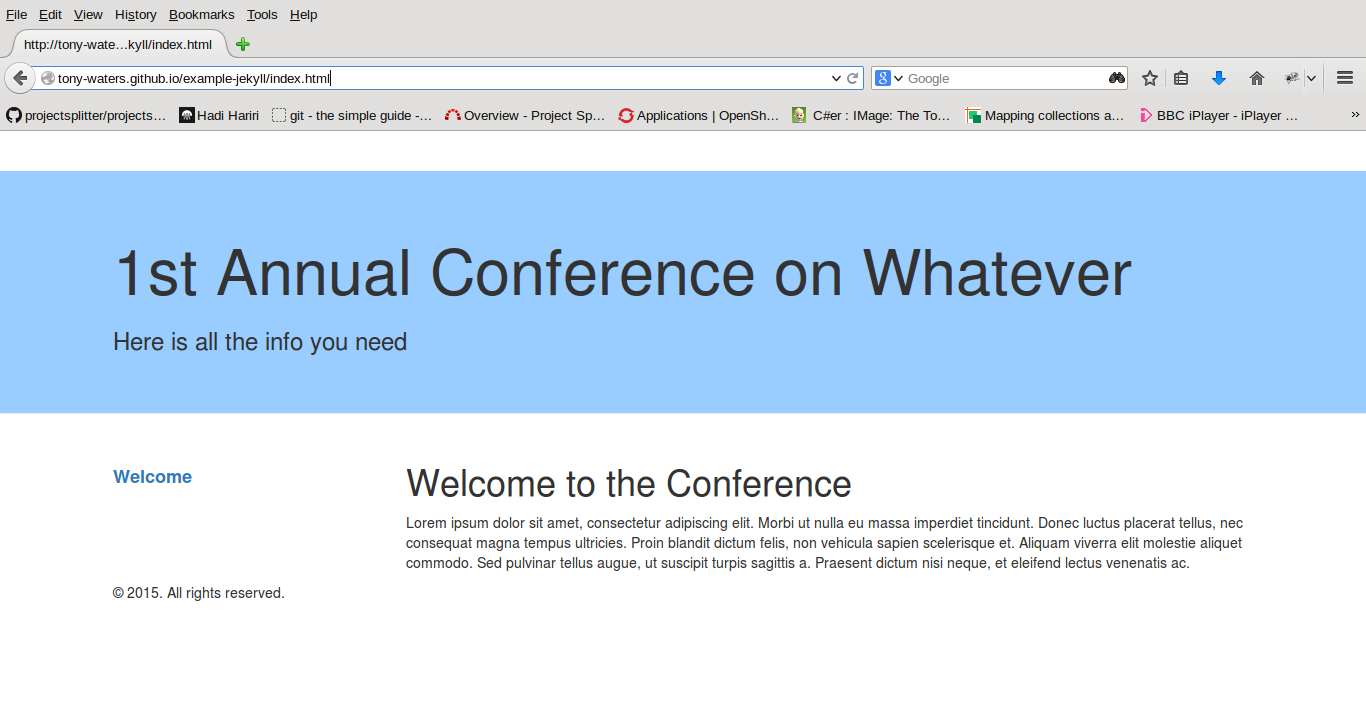 File Edit View History Bookmarks Tools Help
http://tony-wate...kyll/index.html
tony-waters.github.io/example-jekyll/index.html
8 Google
projectsplitter/projects...
Hadi Hariri
git - the simple guide -...
Overview - Project Sp...
Applications | OpenSh...
C#er : IMage: The To...
Mapping collections a...
BBC iPlayer - iPlayer ...
1st Annual Conference on Whatever
Here is all the info you need
Welcome
Welcome to the Conference
Lorem ipsum dolor sit amet, consectetur adipiscing elit. Morbi ut nulla eu massa imperdiet tincidunt. Donec luctus placerat tellus, nec
consequat magna tempus ultricies. Proin blandit dictum felis, non vehicula sapien scelerisque et. Aliquam viverra elit molestie aliquet
commodo. Sed pulvinar tellus augue, ut suscipit turpis sagittis a. Praesent dictum nisi neque, et eleifend lectus venenatis ac.
© 2015. All rights reserved.